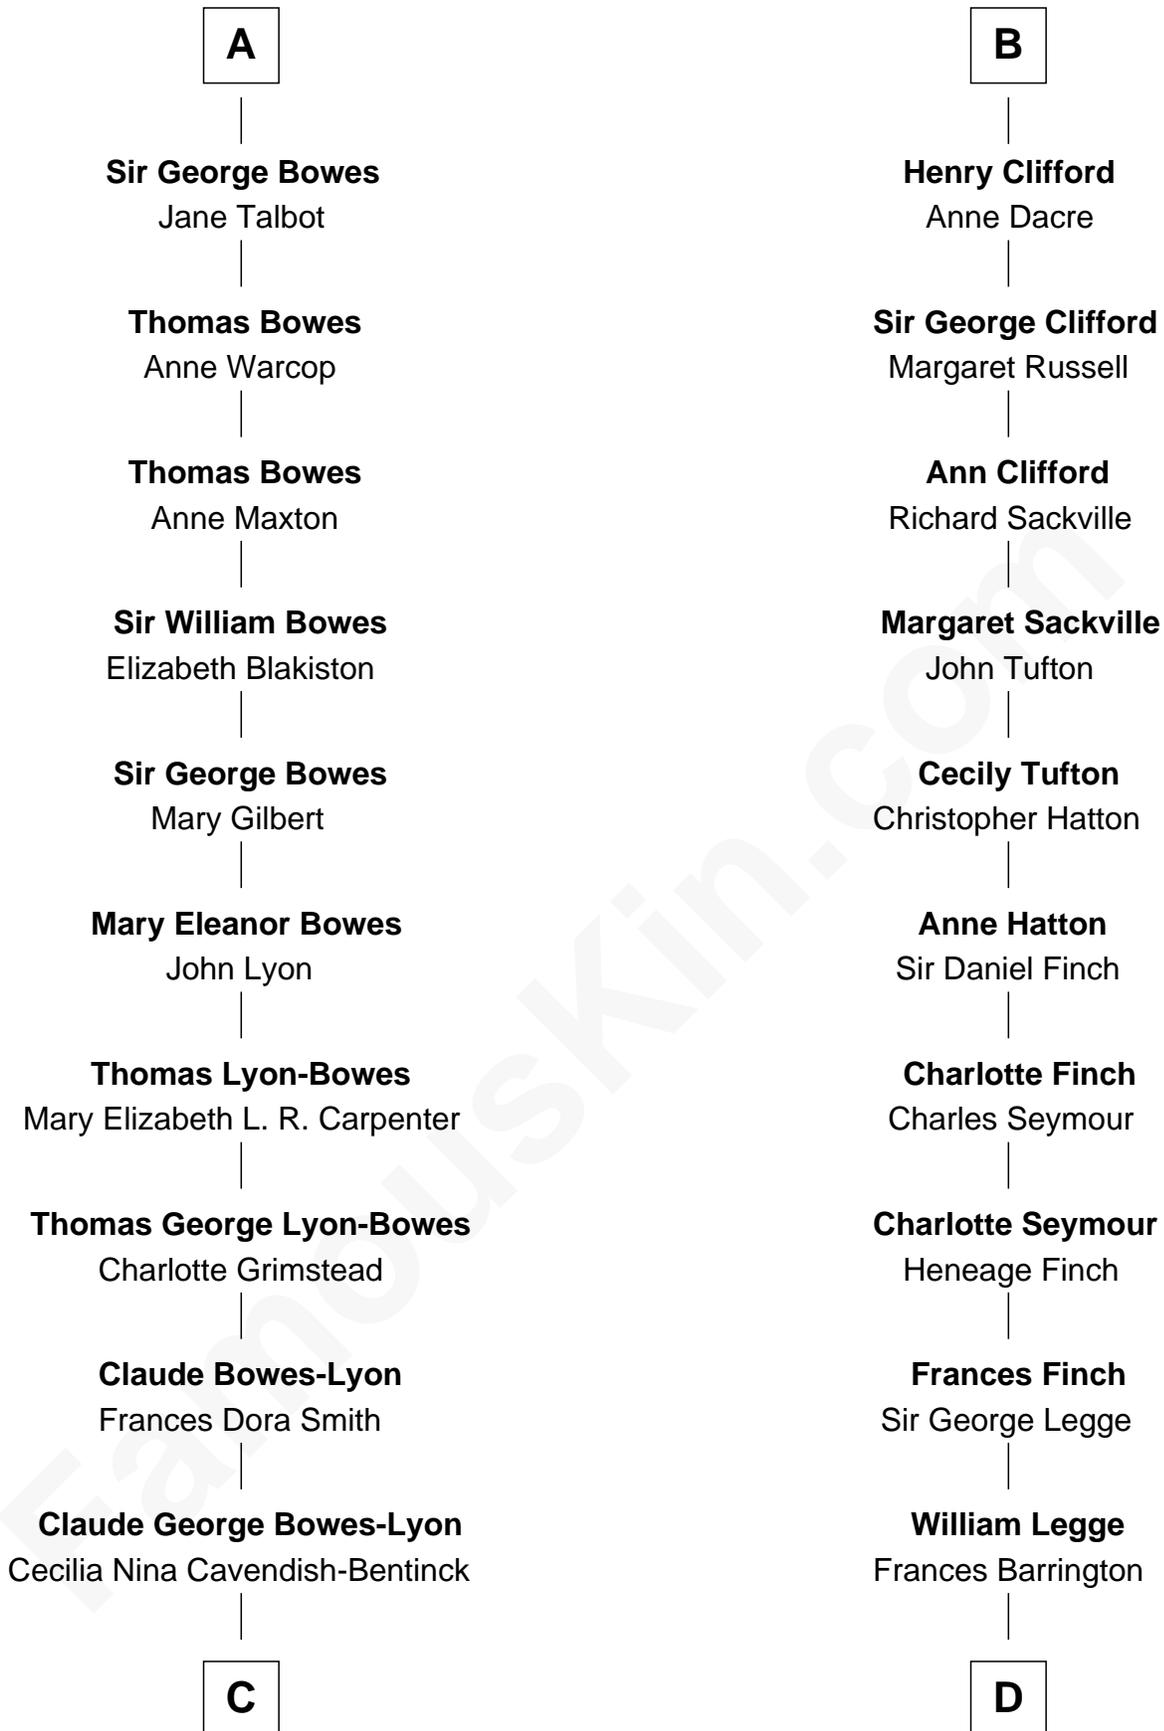 A
Sir George Bowes
Jane Talbot
Thomas Bowes
Anne Warcop
Thomas Bowes
Anne Maxton
Sir William Bowes
Elizabeth Blakiston
Sir George Bowes
Mary Gilbert
Mary Eleanor Bowes
John Lyon
Thomas Lyon-Bowes
Mary Elizabeth L. R. Carpenter
Thomas George Lyon-Bowes
Charlotte Grimstead
Claude Bowes-Lyon
Frances Dora Smith
Claude George Bowes-Lyon
Cecilia Nina Cavendish-Bentinck
C
B
Henry Clifford
Anne Dacre
Sir George Clifford
Margaret Russell
Ann Clifford
Richard Sackville
Margaret Sackville
John Tufton
Cecily Tufton
Christopher Hatton
Anne Hatton
Sir Daniel Finch
Charlotte Finch
Charles Seymour
Charlotte Seymour
Heneage Finch
Frances Finch
Sir George Legge
William Legge
Frances Barrington
D
FamousKin.com